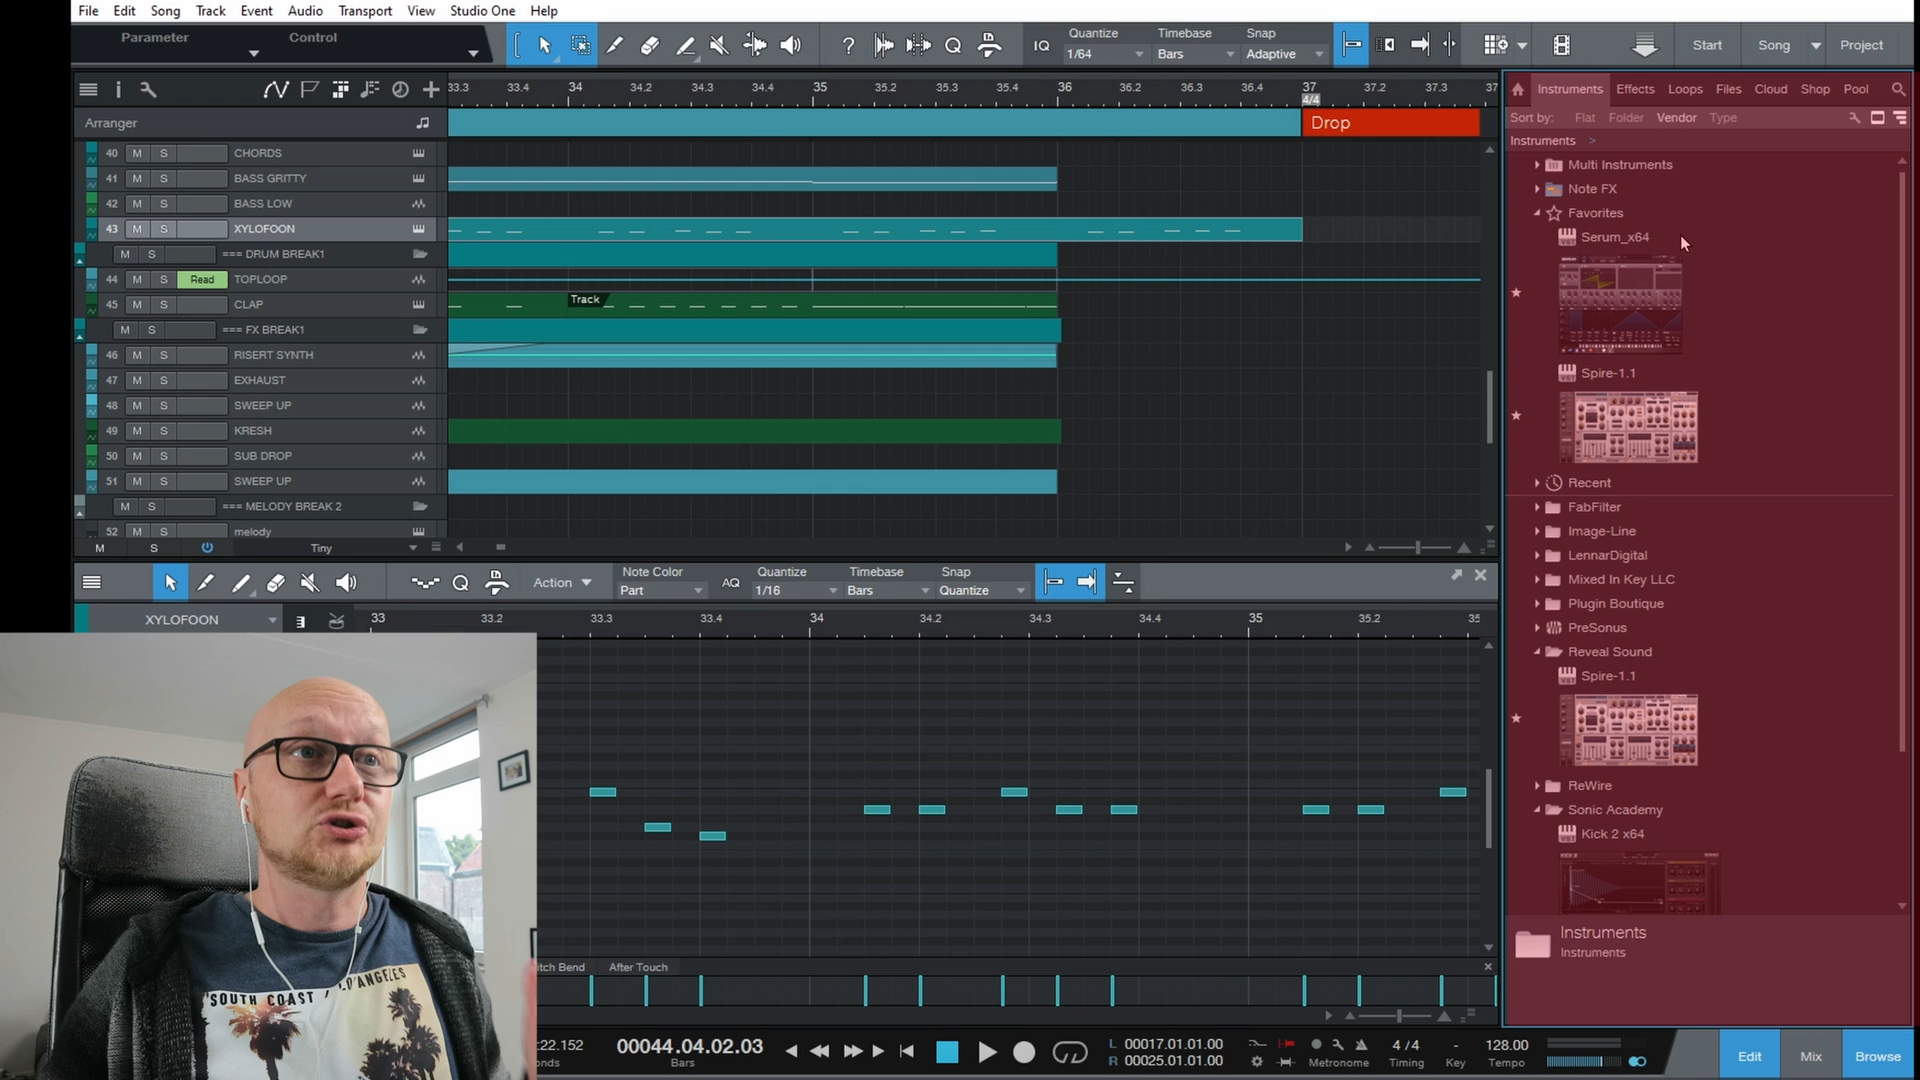 File Edit Song Track Event Audio Transport View Studio One Help
Parameter Control
IQ Quantize 1/64 Timebase Bars Snap Adaptive
Start Song Project
33.3 33.4 34 34.2 34.3 34.4 35 35.2 35.3 35.4 36 36.2 36.3 36.4 37 37.2 37.3 37
4/4
Arranger
Drop
40 M S CHORDS
41 M S BASS GRITTY
42 M S BASS LOW
43 M S XYLOFOON
M S === DRUM BREAK1
44 M S Read TOPLOOP
45 M S CLAP
Track
M S === FX BREAK1
46 M S RISERT SYNTH
47 M S EXHAUST
48 M S SWEEP UP
49 M S KRESH
50 M S SUB DROP
51 M S SWEEP UP
M S === MELODY BREAK 2
52 M S melody
M S Tiny
Action Note Color Part AQ Quantize 1/16 Timebase Bars Snap Quantize
XYLOFOON 33 33.2 33.3 33.4 34 34.2 34.3 34.4 35 35.2 35
itch Bend After Touch
SOUTH COAST / LOS ANGELES
Instruments Effects Loops Files Cloud Shop Pool
Sort by: Flat Folder Vendor Type
Instruments >
Multi Instruments
Note FX
Favorites
Serum_x64
Spire-1.1
Recent
FabFilter
Image-Line
LennarDigital
Mixed In Key LLC
Plugin Boutique
PreSonus
Reveal Sound
Spire-1.1
ReWire
Sonic Academy
Kick 2 x64
Instruments
Instruments
:22.152
onds
00044.04.02.03
Bars
L 00017.01.01.00
R 00025.01.01.00
Metronome
4 / 4
Timing
-
Key
128.00
Tempo
Edit Mix Browse